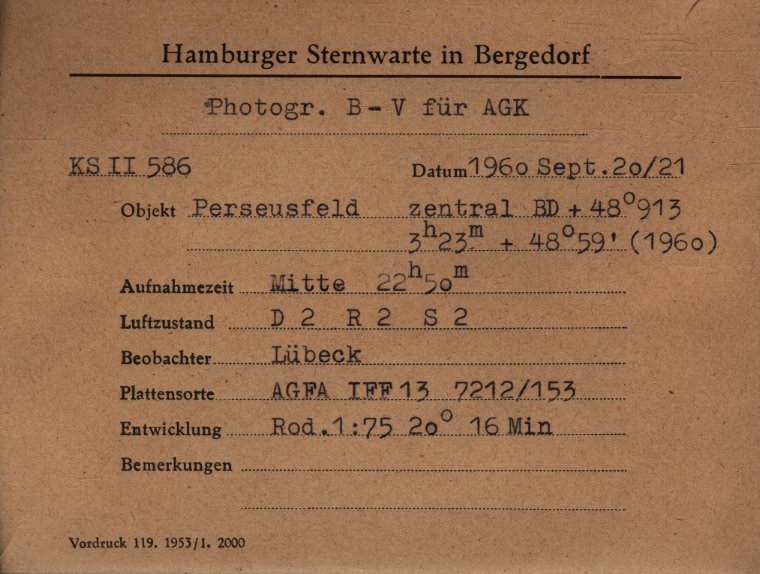 Hamburger Sternwarte in Bergedorf
Photogr. B-V für AGK
KS II 586 Datum 1960 Sept.20/21
Objekt Perseusfeld zentral BD + 48° 913
3h23m + 48°59' (1960)
Aufnahmezeit Mitte 22h50m
Luftzustand D 2 R 2 S 2
Beobachter Lübeck
Plattensorte AGFA IFF 13 7212/153
Entwicklung Rod.1:75 20° 16 Min
Bemerkungen
Vordruck 119. 1953/1. 2000